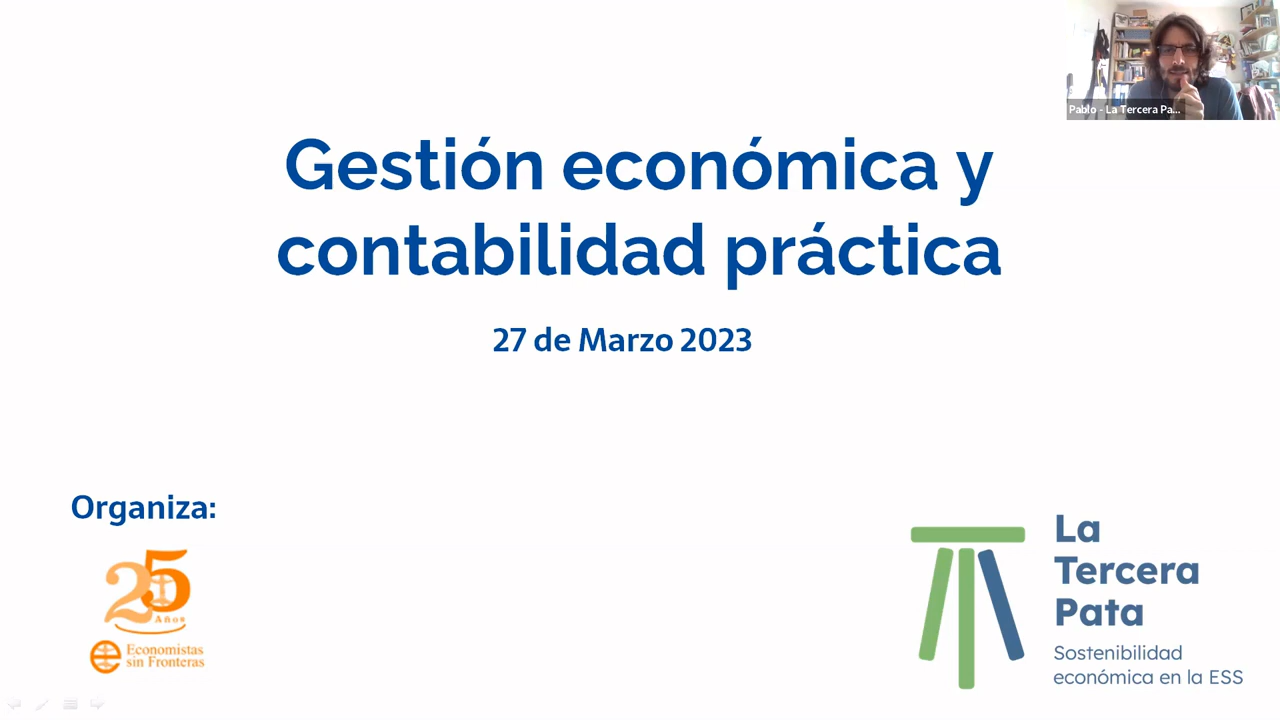 Pablo - La Tercera Pa...
Gestión económica y
contabilidad práctica
27 de Marzo 2023
Organiza:
25
Años
Economistas
sin Fronteras
La
Tercera
Pata
Sostenibilidad
económica en la ESS